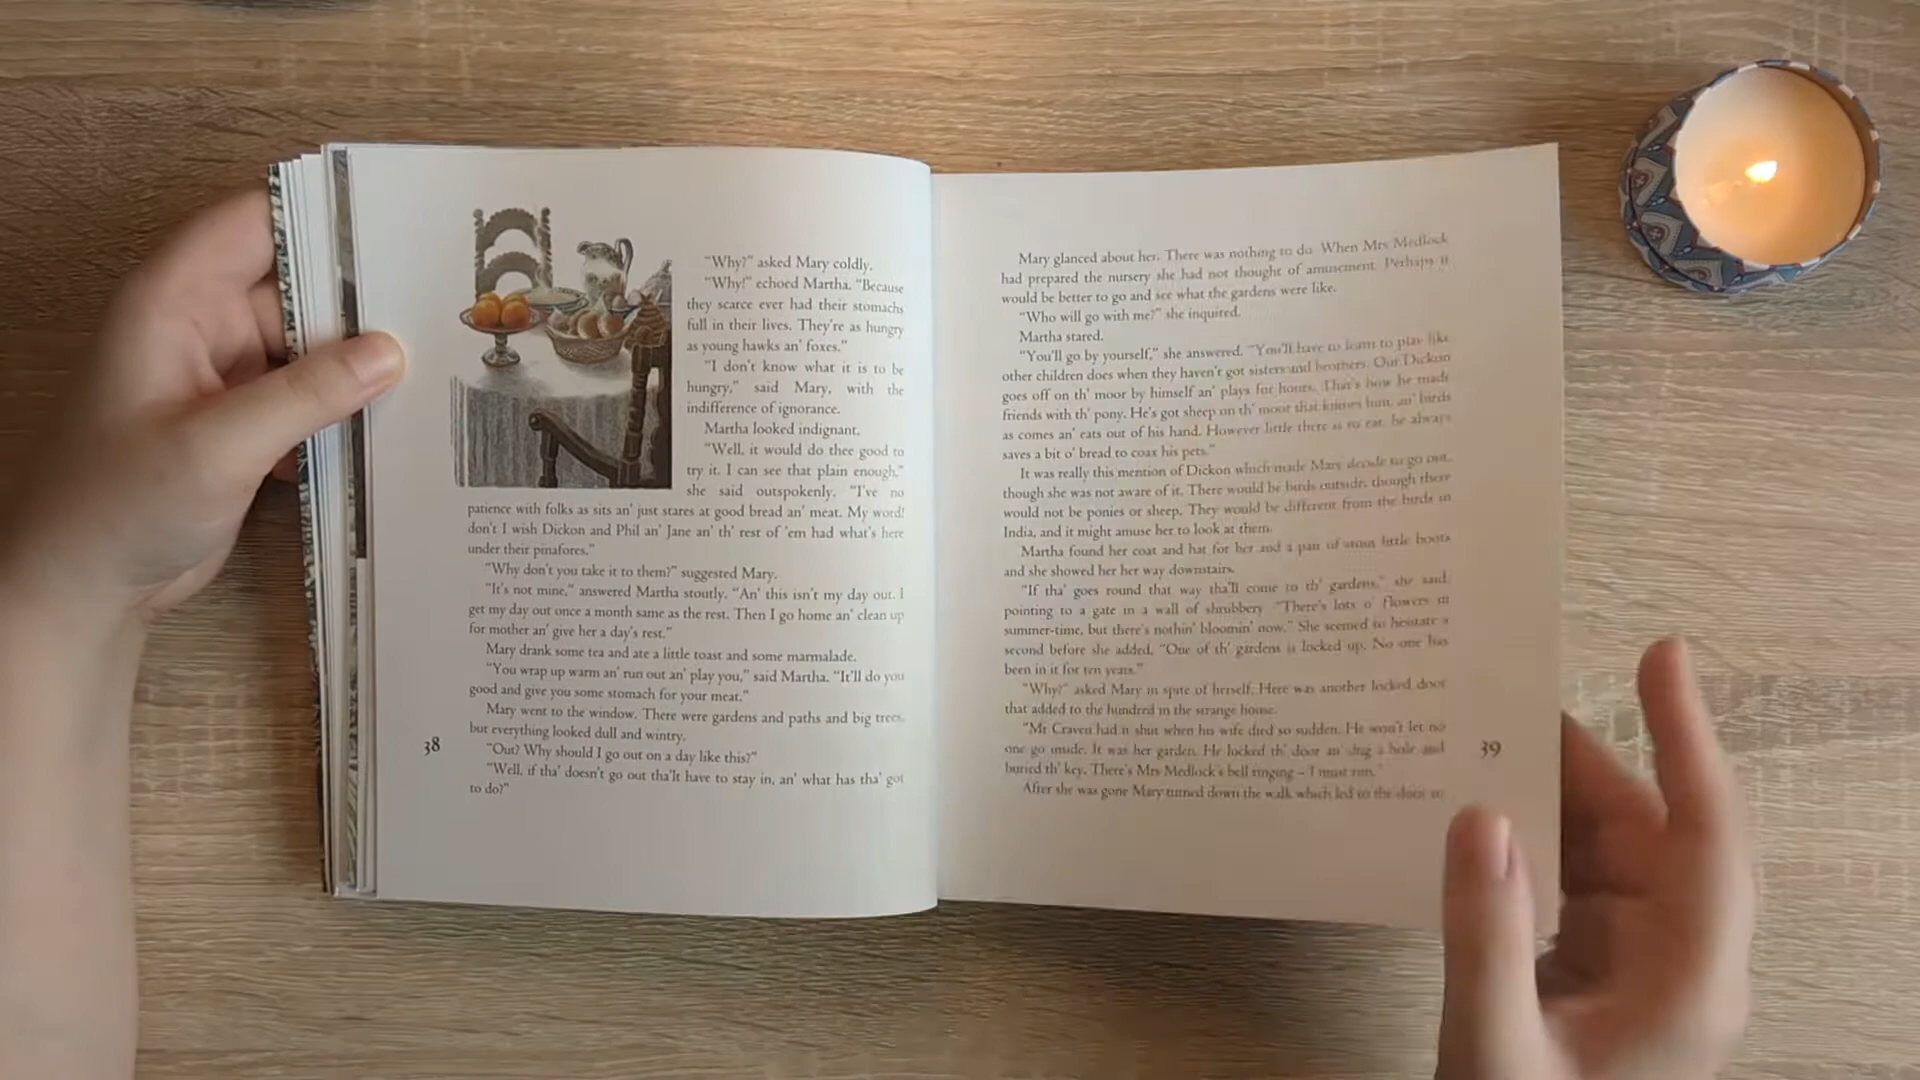 "Why?" asked Mary coldly.
"Why!" echoed Martha. "Because
they scarce ever had their stomachs
full in their lives. They're as hungry
as young hawks an' foxes."
"I don't know what it is to be
hungry," said Mary, with the
indifference of ignorance.
Martha looked indignant.
"Well, it would do thee good to
try it. I can see that plain enough,"
she said outspokenly. "I've no
patience with folks as sits an' just stares at good bread an' meat. My word!
don't I wish Dickon and Phil an' Jane an' th' rest of 'em had what's here
under their pinafores."
"Why don't you take it to them?" suggested Mary.
"It's not mine," answered Martha stoutly. "An' this isn't my day out. I
get my day out once a month same as the rest. Then I go home an' clean up
for mother an' give her a day's rest."
Mary drank some tea and ate a little toast and some marmalade.
"You wrap up warm an' run out an' play you," said Martha. "It'll do you
good and give you some stomach for your meat."
Mary went to the window. There were gardens and paths and big trees,
but everything looked dull and wintry.
"Out? Why should I go out on a day like this?"
"Well, if tha' doesn't go out tha'lt have to stay in, an' what has tha' got
to do?"
38
Mary glanced about her. There was nothing to do. When Mrs Medlock
had prepared the nursery she had not thought of amusement. Perhaps it
would be better to go and see what the gardens were like.
"Who will go with me?" she inquired.
Martha stared.
"You'll go by yourself," she answered. "You'll have to learn to play like
other children does when they haven't got sisters and brothers. Our Dickon
goes off on th' moor by himself an' plays for hours. That's how he made
friends with th' pony. He's got sheep on th' moor that knows him, an' birds
as comes an' eats out of his hand. However little there is to eat, he always
saves a bit o' bread to coax his pets."
It was really this mention of Dickon which made Mary decide to go out,
though she was not aware of it. There would be birds outside, though there
would not be ponies or sheep. They would be different from the birds in
India, and it might amuse her to look at them.
Martha found her coat and hat for her and a pair of stout little boots
and she showed her her way downstairs.
"If tha' goes round that way tha'll come to th' gardens," she said,
pointing to a gate in a wall of shrubbery. "There's lots o' flowers in
summer-time, but there's nothin' bloomin' now." She seemed to hesitate a
second before she added, "One of th' gardens is locked up. No one has
been in it for ten years."
"Why?" asked Mary in spite of herself. Here was another locked door
that added to the hundred in the strange house.
"Mr Craven had it shut when his wife died so sudden. He won't let no
one go inside. It was her garden. He locked th' door an' dug a hole and
buried th' key. There's Mrs Medlock's bell ringing – I must run."
After she was gone Mary turned down the walk which led to the door in
39